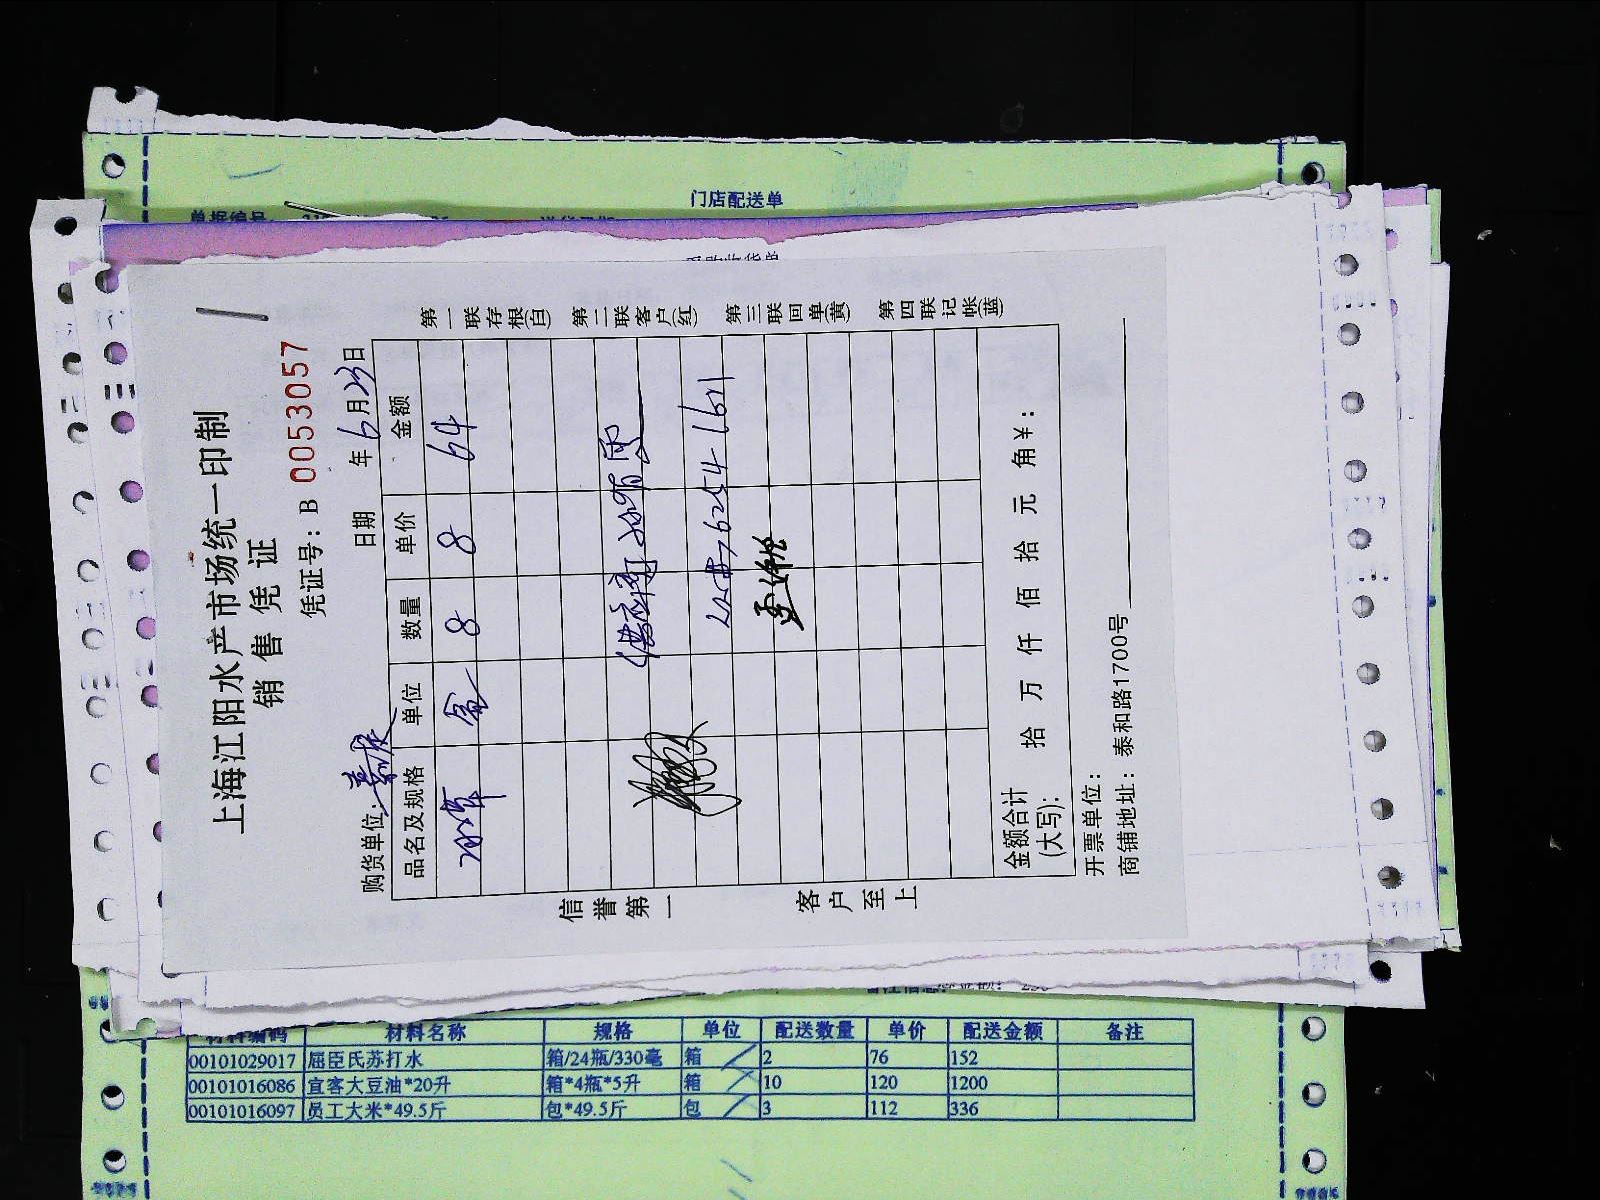 门店配送单
上海江阳水产市场统一印制
销售凭证
凭证号: B 0053057
购货单位: 日期 年 6月23日
品名及规格 单位 数量 单价 金额
盒 8 8 64
王
信誉第一 客户至上
第一联存根(白) 第二联客户(红) 第三联回单(黄) 第四联记帐(蓝)
金额合计 拾 万 仟 佰 拾 元 角¥:
(大写):
开票单位:
商铺地址: 泰和路1700号
材料编码 材料名称 规格 单位 配送数量 单价 配送金额 备注
00101029017 屈臣氏苏打水 箱/24瓶/330毫 箱 2 76 152
00101016086 宜客大豆油*20升 箱*4瓶*5升 箱 10 120 1200
00101016097 员工大米*49.5斤 包*49.5斤 包 3 112 336